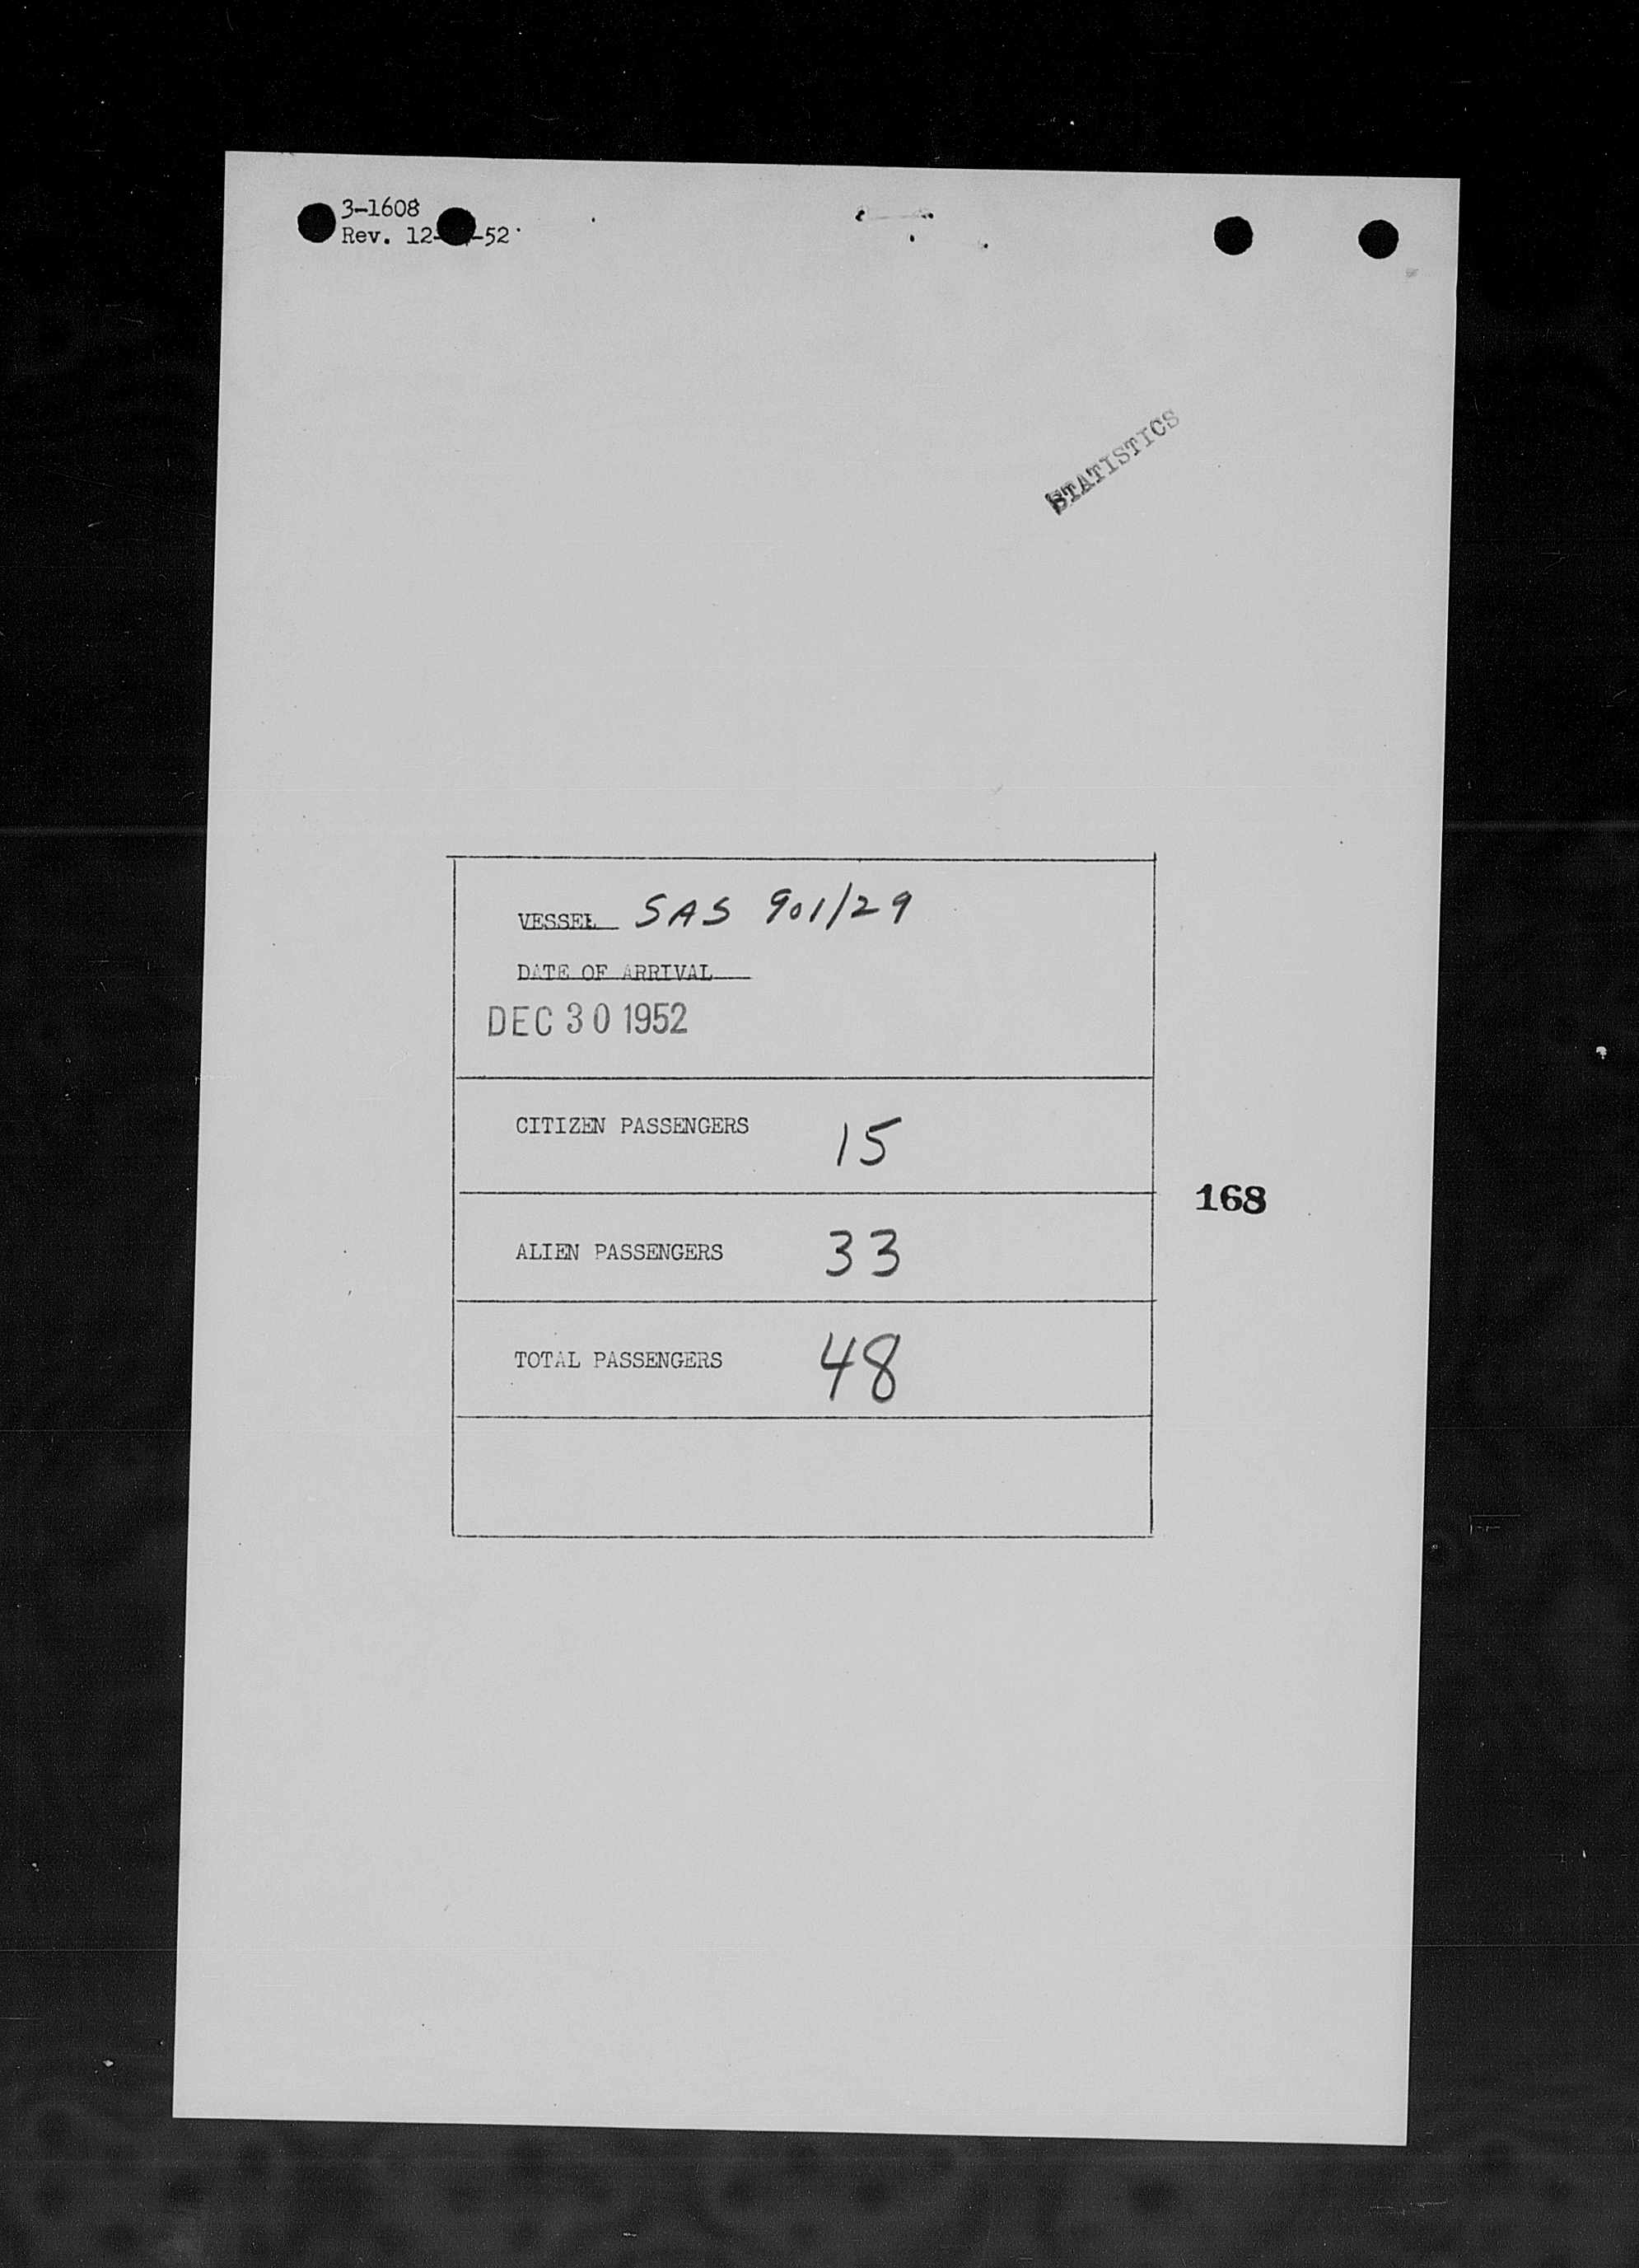 3-1608
Rev. 12- -52
STATISTICS
VESSEL SAS 901/29
DATE OF ARRIVAL
DEC 30 1952
CITIZEN PASSENGERS 15
168
ALIEN PASSENGERS 33
TOTAL PASSENGERS 48